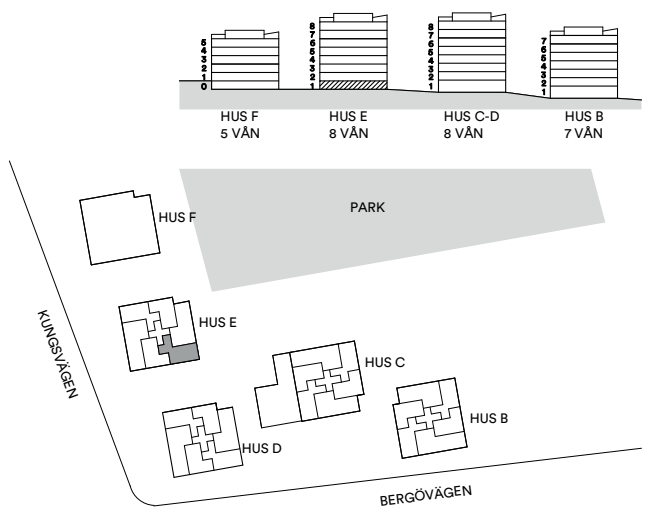 5
4
3
2
1
0
8
7
6
5
4
3
2
1
8
7
6
5
4
3
2
1
7
6
5
4
3
2
1
HUS F
5 VÅN
HUS E
8 VÅN
HUS C-D
8 VÅN
HUS B
7 VÅN
PARK
HUS F
HUS E
KUNGSVÄGEN
HUS C
HUS B
HUS D
BERGÖVÄGEN